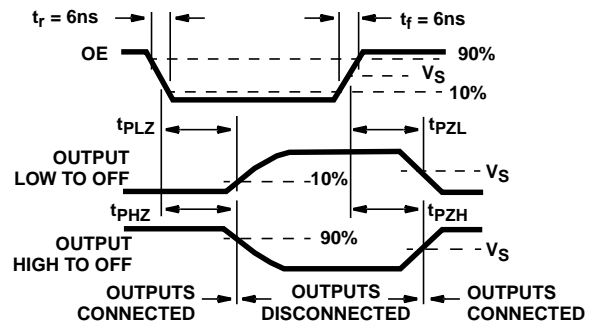 tr = 6ns
tf = 6ns
OE
90%
VS
10%
tPLZ
tPZL
OUTPUT
LOW TO OFF
VS
10%
tPHZ
tPZH
OUTPUT
HIGH TO OFF
90%
VS
OUTPUTS
CONNECTED
OUTPUTS
DISCONNECTED
OUTPUTS
CONNECTED